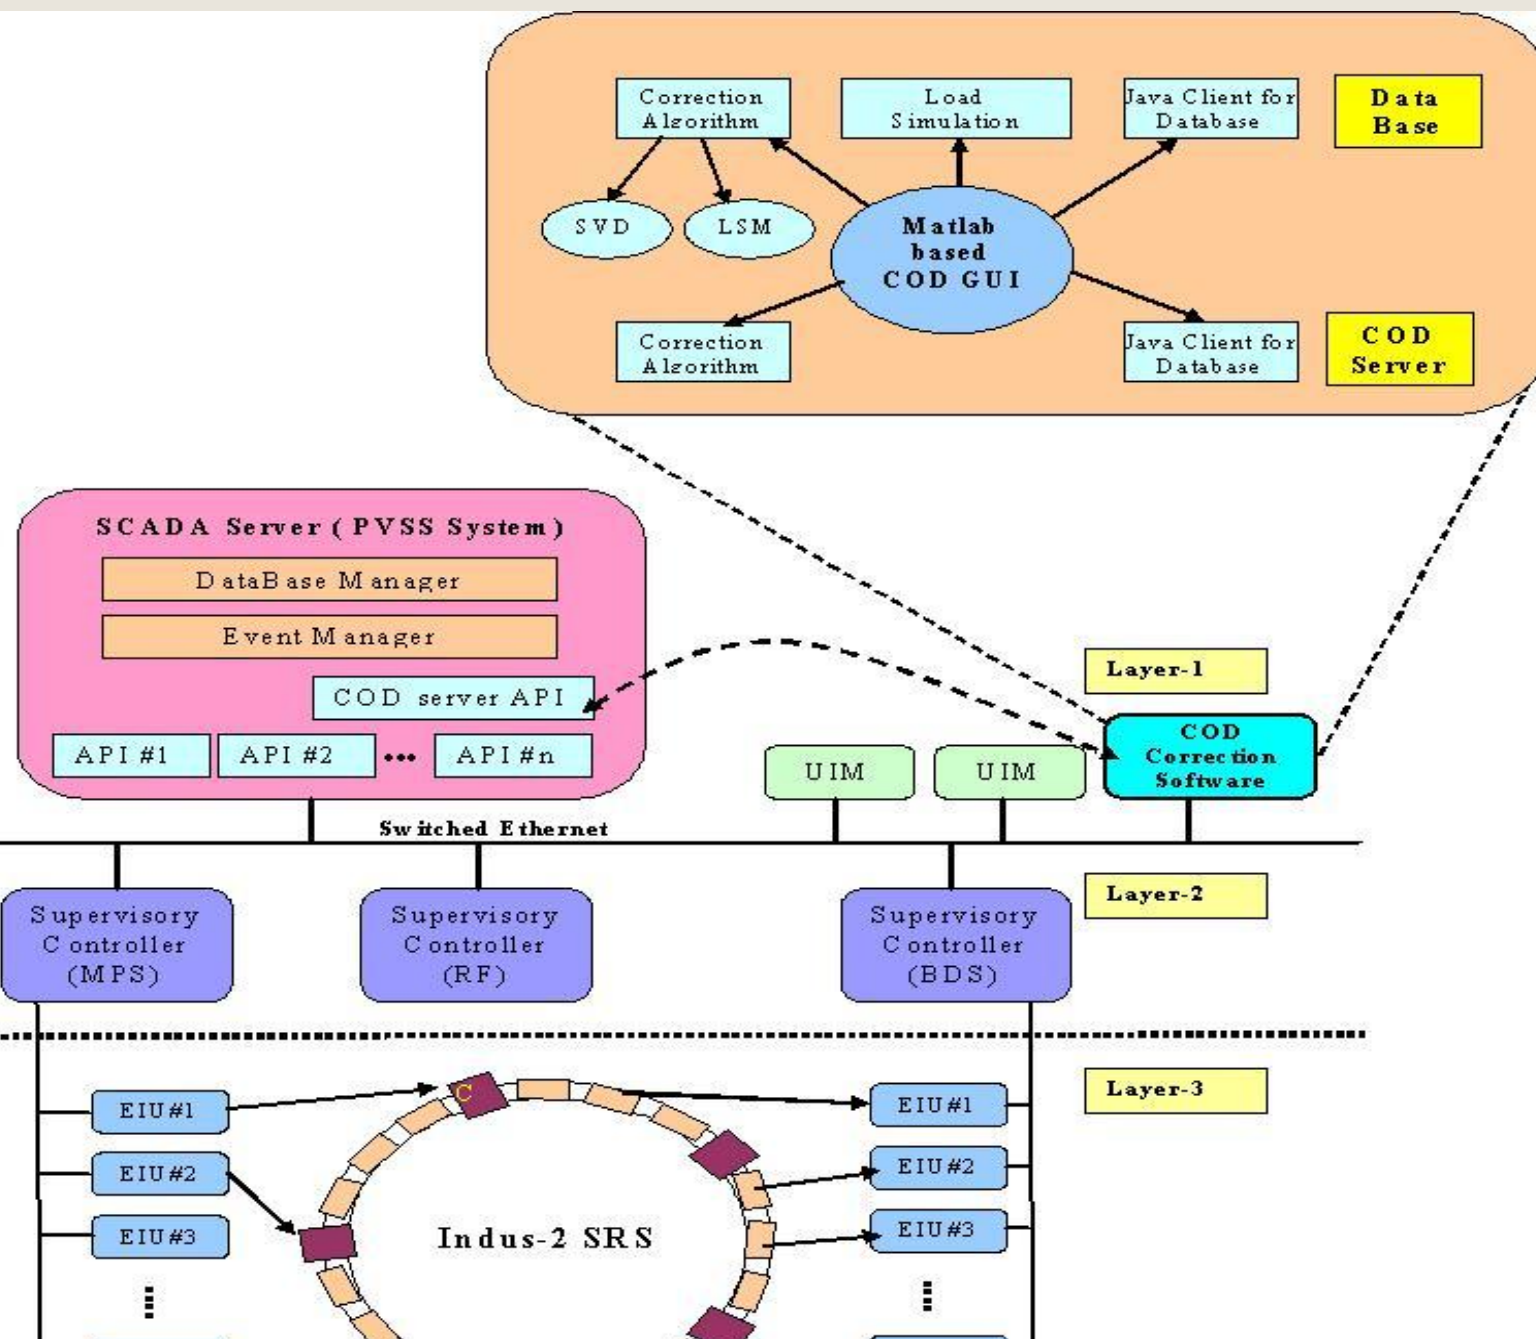 Correction
Algorithm
Load
Simulation
Java Client for
Database
Data
Base
SVD
LSM
Matlab
based
COD GUI
Correction
Algorithm
Java Client for
Database
COD
Server
SCADA Server ( PVSS System)
DataBase Manager
Event Manager
COD server API
API #1
API #2
API #n
Layer-1
UIM
UIM
COD
Correction
Software
Switched Ethernet
Supervisory
Controller
(MPS)
Supervisory
Controller
(RF)
Supervisory
Controller
(BDS)
Layer-2
Layer-3
C
EIU#1
EIU#1
EIU#2
EIU#2
EIU#3
EIU#3
Indus-2 SRS